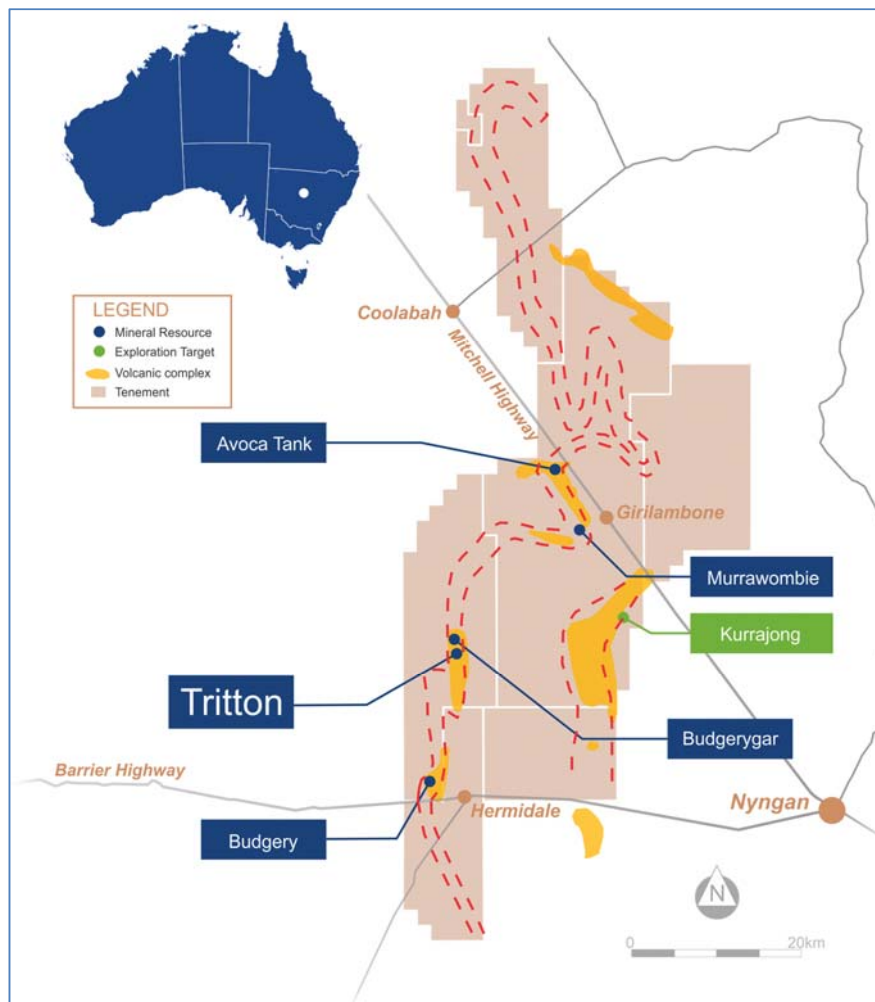 LEGEND
Mineral Resource
Exploration Target
Volcanic complex
Tenement
Coolabah
Mitchell Highway
Avoca Tank
Girilambone
Murrawombie
Kurrajong
Tritton
Budgerygar
Barrier Highway
Hermidale
Nyngan
Budgery
N
0 20km